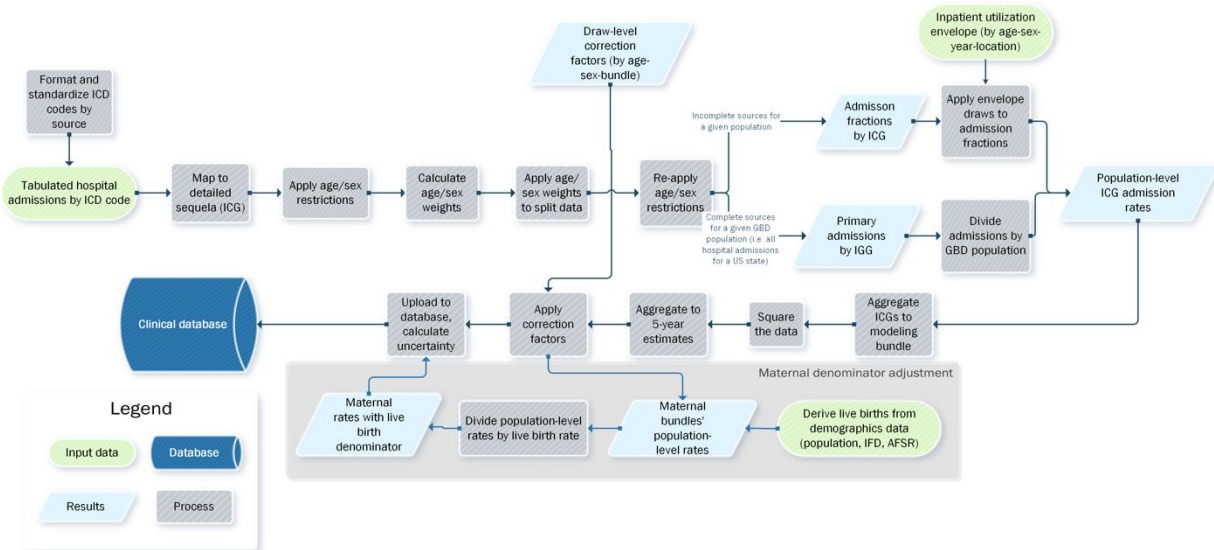 Inpatient utilization
envelope (by age-sex-
year-location)
Draw-level
correction
factors (by age-
sex-bundle)
Format and
standardize ICD
codes by
source
Incomplete sources for
a given population
Admisson
fractions
by ICG
Apply envelope
draws to
admission
fractions
Tabulated hospital
admissions by ICD code
Map to
detailed
sequela (ICG)
Apply age/sex
restrictions
Calculate
age/sex
weights
Apply age/
sex weights
to split data
Re-apply
age/sex
restrictions
Population-level
ICG admission
rates
Complete sources
for a given GBD
population (i.e. all
hospital admissions
for a US state)
Primary
admissions
by IGG
Divide
admissions by
GBD population
Clinical database
Upload to
database,
calculate
uncertainty
Apply
correction
factors
Aggregate to
5-year
estimates
Square
the data
Aggregate
ICGs to
modeling
bundle
Maternal denominator adjustment
Maternal
rates with live
birth
denominator
Divide population-level
rates by live birth rate
Maternal
bundles'
population-
level rates
Derive live births from
demographics data
(population, IFD, AFSR)
Legend
Input data
Database
Results
Process